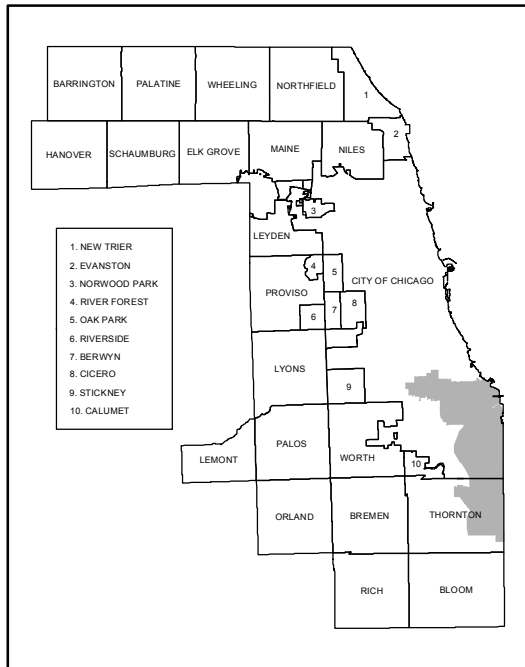 BARRINGTON
PALATINE
WHEELING
NORTHFIELD
1
2
HANOVER
SCHAUMBURG
ELK GROVE
MAINE
NILES
3
LEYDEN
1. NEW TRIER
2. EVANSTON
3. NORWOOD PARK
4. RIVER FOREST
5. OAK PARK
6. RIVERSIDE
7. BERWYN
8. CICERO
9. STICKNEY
10. CALUMET
4
5
CITY OF CHICAGO
PROVISO
6
7
8
LYONS
9
PALOS
LEMONT
WORTH
10
ORLAND
BREMEN
THORNTON
RICH
BLOOM